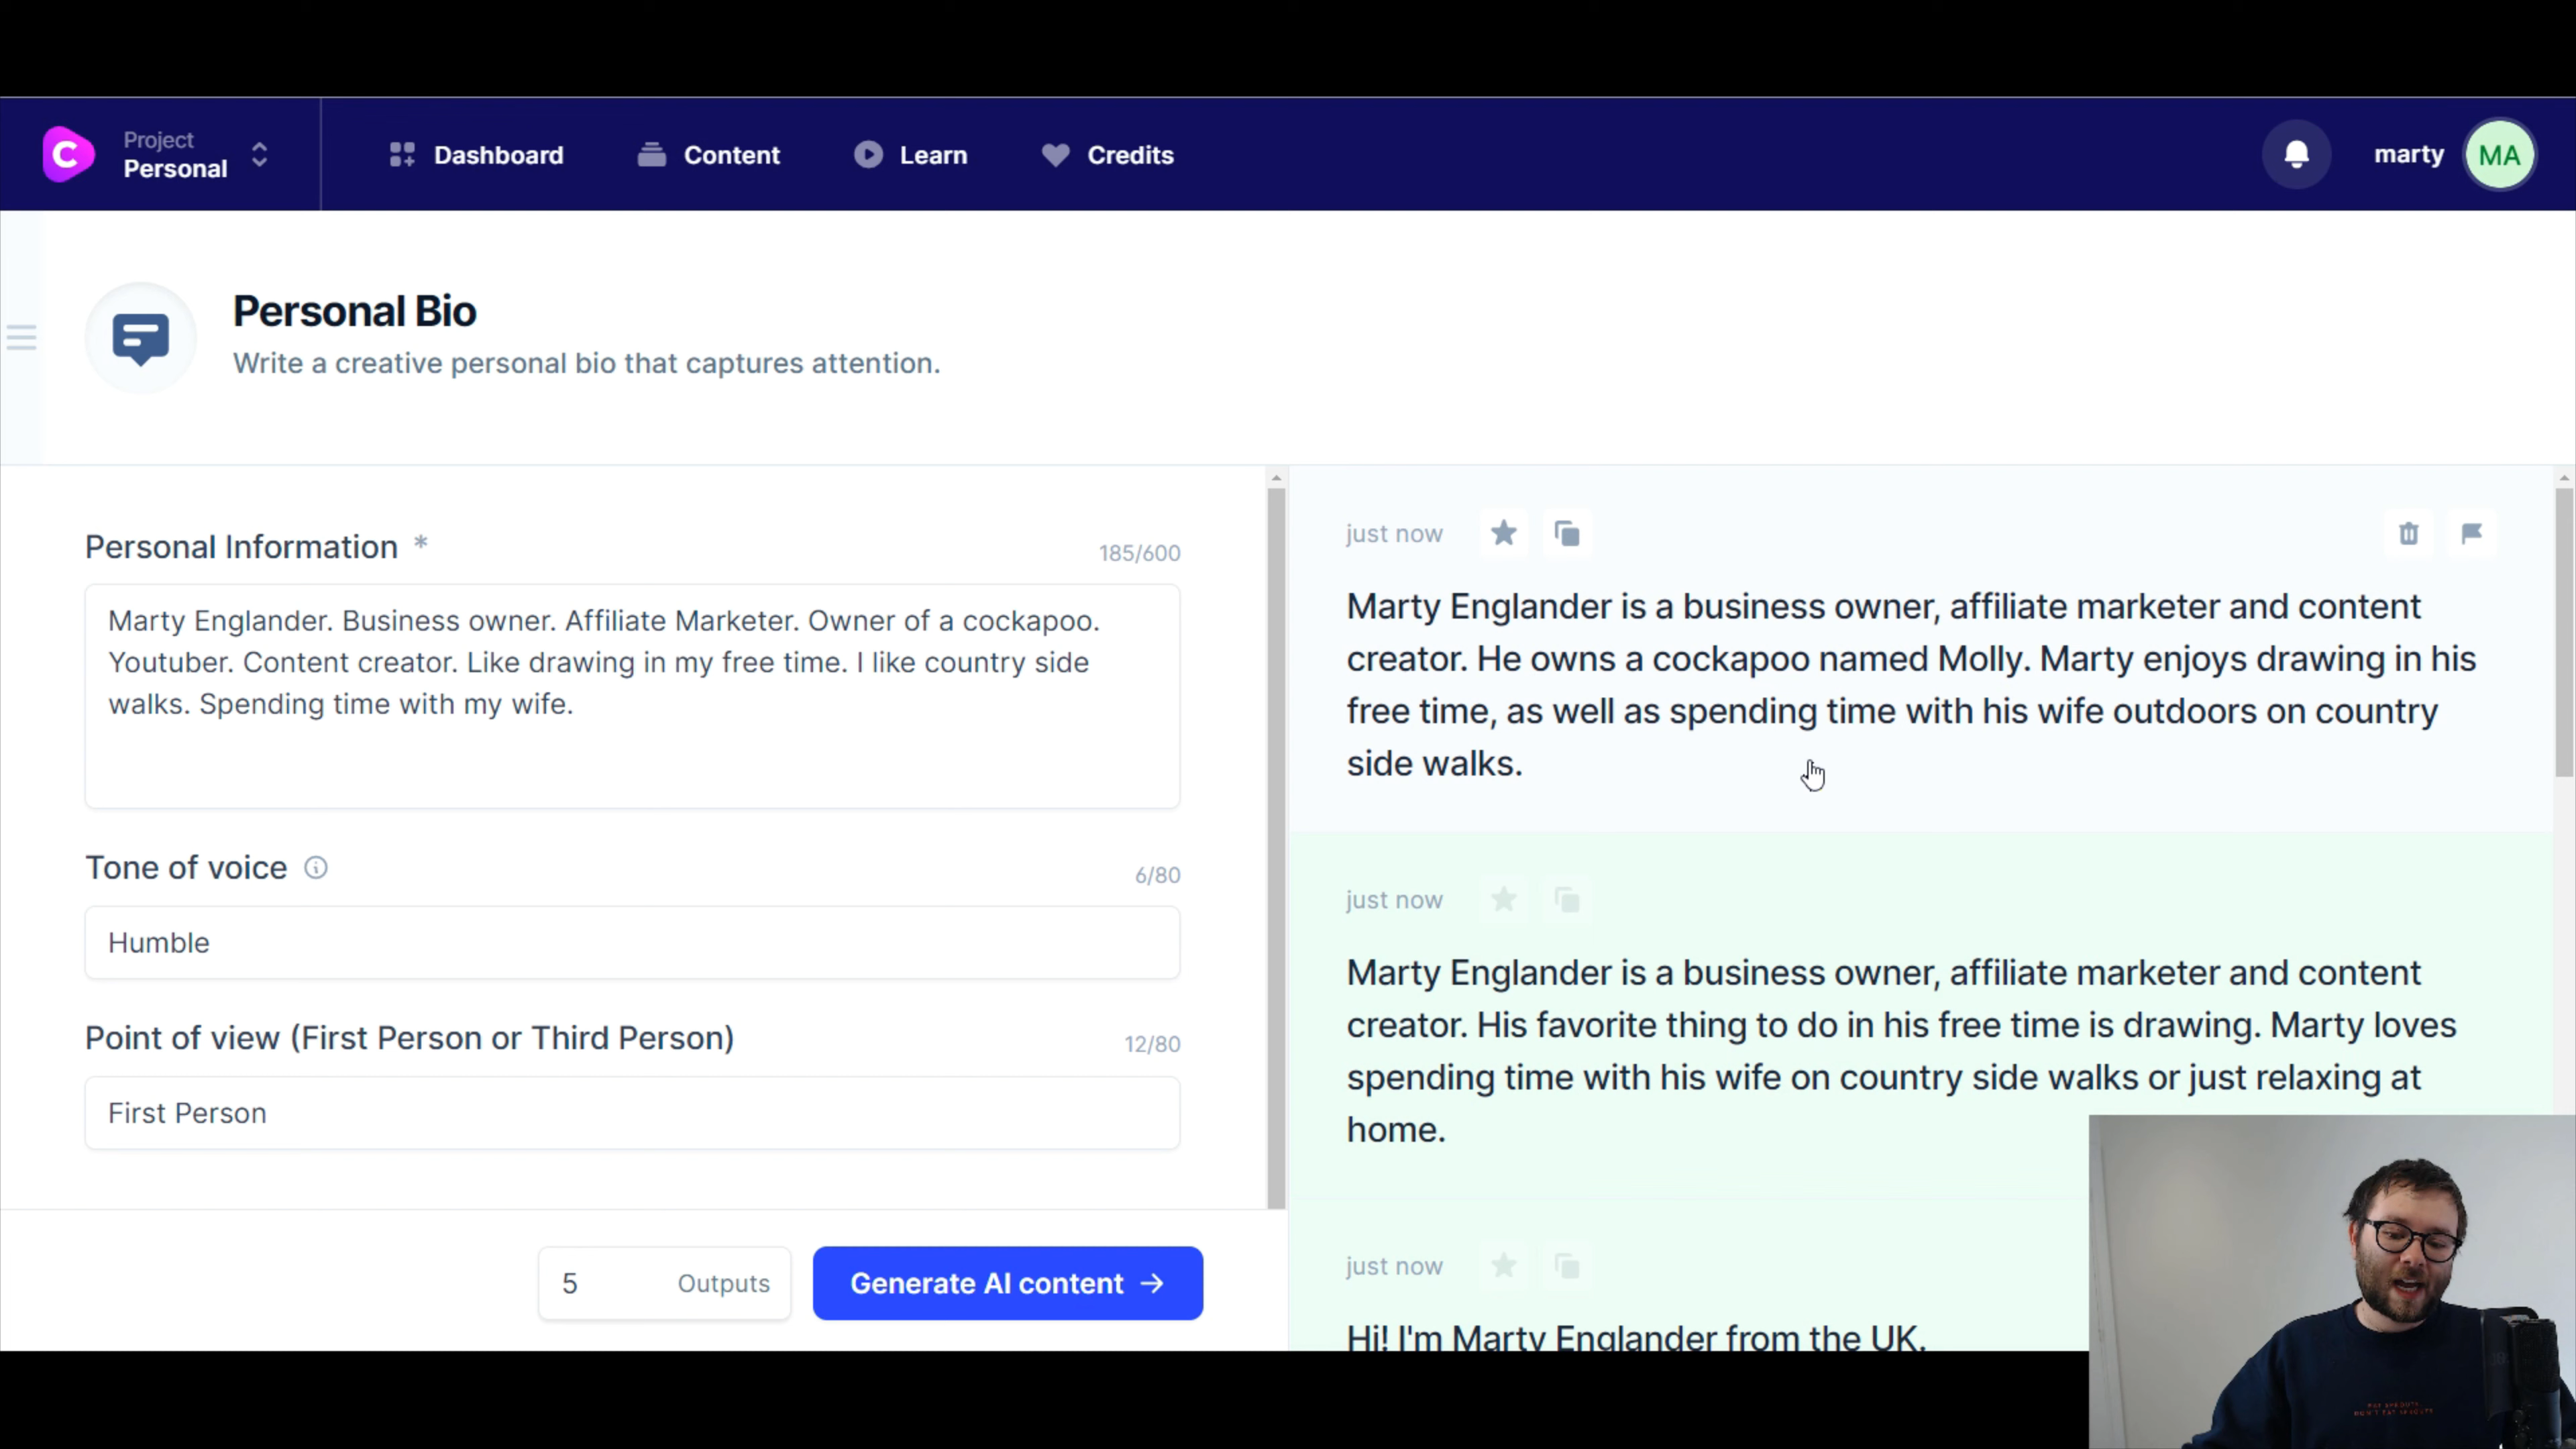 C
Project
Personal
Dashboard
Content
Learn
Credits
marty
MA
Personal Bio
Write a creative personal bio that captures attention.
Personal Information *
185/600
Marty Englander. Business owner. Affiliate Marketer. Owner of a cockapoo.
Youtuber. Content creator. Like drawing in my free time. I like country side
walks. Spending time with my wife.
Tone of voice
6/80
Humble
Point of view (First Person or Third Person)
12/80
First Person
5
Outputs
Generate AI content →
just now
Marty Englander is a business owner, affiliate marketer and content
creator. He owns a cockapoo named Molly. Marty enjoys drawing in his
free time, as well as spending time with his wife outdoors on country
side walks.
just now
Marty Englander is a business owner, affiliate marketer and content
creator. His favorite thing to do in his free time is drawing. Marty loves
spending time with his wife on country side walks or just relaxing at
home.
just now
Hi! I'm Marty Englander from the UK.